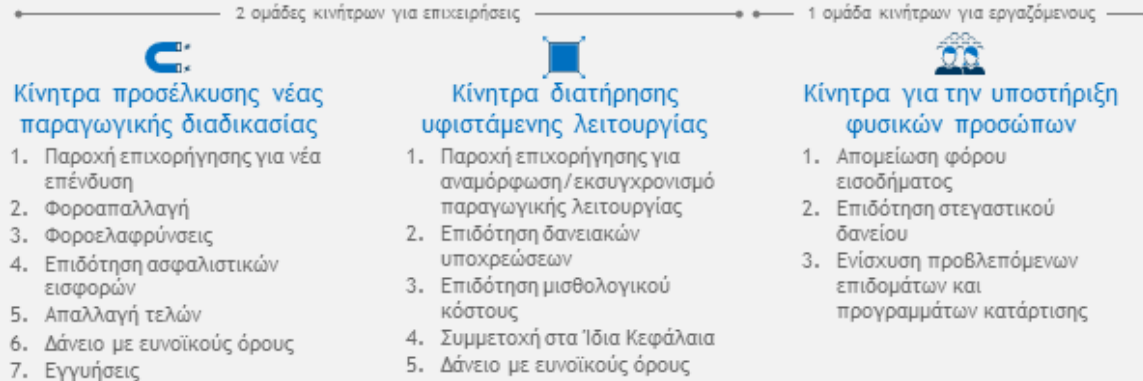 2 ομάδες κινήτρων για επιχειρήσεις
1 ομάδα κινήτρων για εργαζόμενους
Κίνητρα προσέλκυσης νέας
παραγωγικής διαδικασίας
1. Παροχή επιχορήγησης για νέα
επένδυση
2. Φοροαπαλλαγή
3. Φοροελαφρύνσεις
4. Επιδότηση ασφαλιστικών
εισφορών
5. Απαλλαγή τελών
6. Δάνειο με ευνοϊκούς όρους
7. Εγγυήσεις
Κίνητρα διατήρησης
υφιστάμενης λειτουργίας
1. Παροχή επιχορήγησης για
αναμόρφωση/εκσυγχρονισμό
παραγωγικής λειτουργίας
2. Επιδότηση δανειακών
υποχρεώσεων
3. Επιδότηση μισθολογικού
κόστους
4. Συμμετοχή στα Ίδια Κεφάλαια
5. Δάνειο με ευνοϊκούς όρους
Κίνητρα για την υποστήριξη
φυσικών προσώπων
1. Απομείωση φόρου
εισοδήματος
2. Επιδότηση στεγαστικού
δανείου
3. Ενίσχυση προβλεπόμενων
επιδομάτων και
προγραμμάτων κατάρτισης